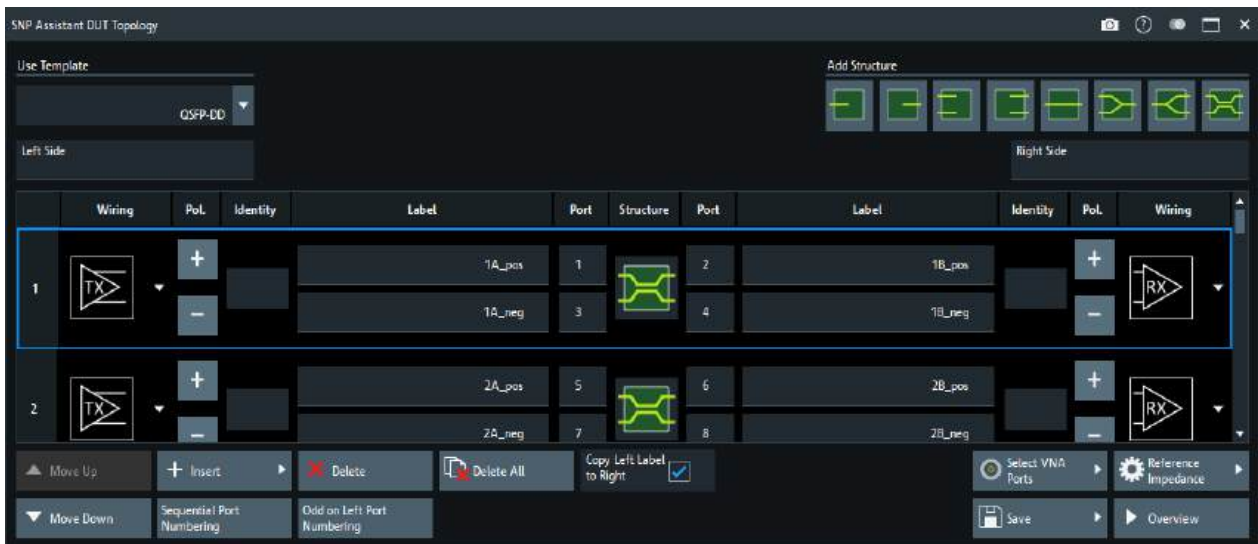 SNP Assistant DUT Topology
Use Template
Add Structure
QSFP-DD
Left Side
Right Side
Wiring Pol. Identity Label Port Structure Port Label Identity Pol. Wiring
1 TX + 1A_pos 1 2 1B_pos + RX
− 1A_neg 3 4 1B_neg −
2 TX + 2A_pos 5 6 2B_pos + RX
− 2A_neg 7 8 2B_neg −
Move Up
+ Insert
Delete
Delete All
Copy Left Label
to Right
Select VNA
Ports
Reference
Impedance
Move Down
Sequential Port
Numbering
Odd on Left Port
Numbering
Save
Overview